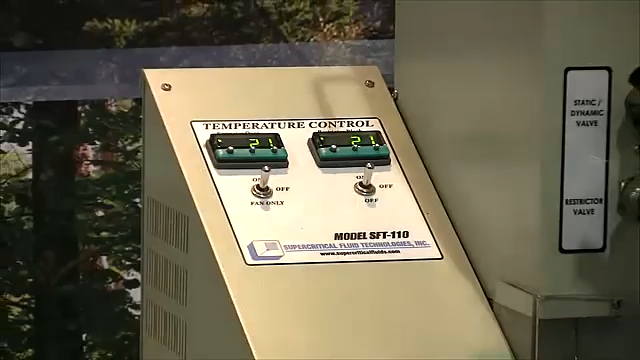 TEMPERATURE CONTROL
21
21
ON
OFF
FAN ONLY
ON
OFF
OFF
MODEL SFT-110
SUPERCRITICAL FLUID TECHNOLOGIES, INC.
www.supercriticalfluids.com
STATIC /
DYNAMIC
VALVE
RESTRICTOR
VALVE